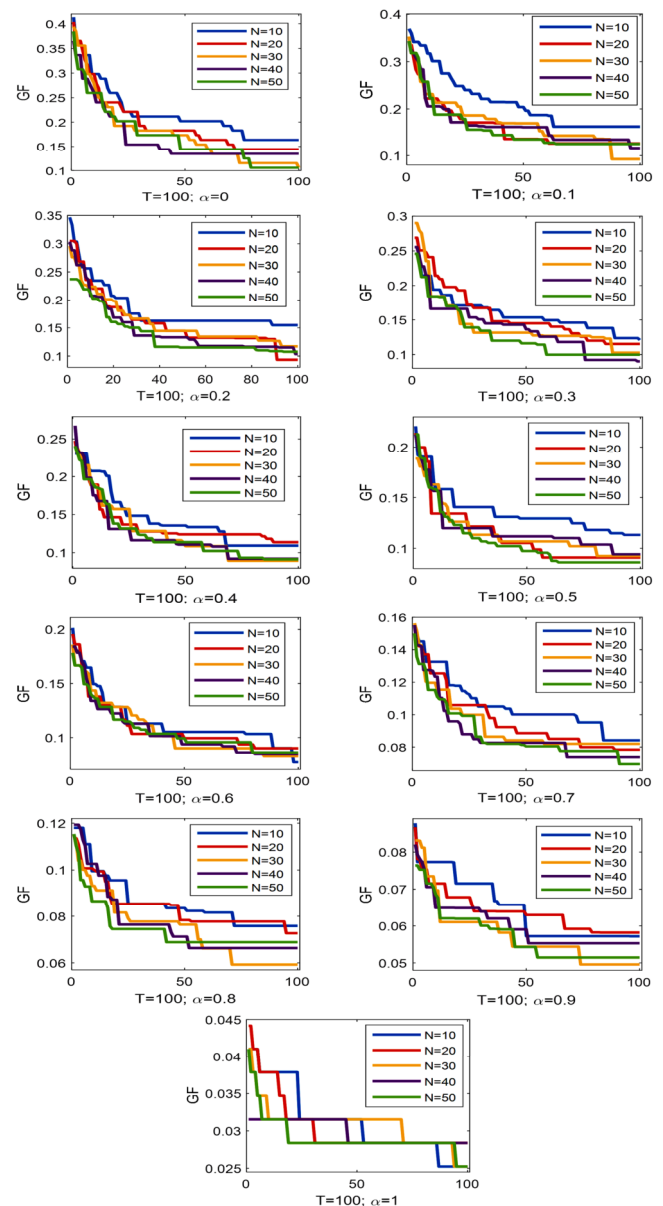 0.4
0.35
0.3
0.25
0.2
0.15
0.1
GF
0
50
100
T=100; α=0
N=10
N=20
N=30
N=40
N=50
0.4
0.3
0.2
0.1
GF
0
50
100
T=100; α=0.1
N=10
N=20
N=30
N=40
N=50
0.35
0.3
0.25
0.2
0.15
0.1
GF
0
20
40
60
80
100
T=100; α=0.2
N=10
N=20
N=30
N=40
N=50
0.3
0.25
0.2
0.15
0.1
GF
0
50
100
T=100; α=0.3
N=10
N=20
N=30
N=40
N=50
0.25
0.2
0.15
0.1
GF
0
50
100
T=100; α=0.4
N=10
N=20
N=30
N=40
N=50
0.2
0.15
0.1
GF
0
50
100
T=100; α=0.5
N=10
N=20
N=30
N=40
N=50
0.2
0.15
0.1
GF
0
50
100
T=100; α=0.6
N=10
N=20
N=30
N=40
N=50
0.16
0.14
0.12
0.1
0.08
GF
0
50
100
T=100; α=0.7
N=10
N=20
N=30
N=40
N=50
0.12
0.1
0.08
0.06
GF
0
50
100
T=100; α=0.8
N=10
N=20
N=30
N=40
N=50
0.08
0.07
0.06
0.05
GF
0
50
100
T=100; α=0.9
N=10
N=20
N=30
N=40
N=50
0.045
0.04
0.035
0.03
0.025
GF
0
50
100
T=100; α=1
N=10
N=20
N=30
N=40
N=50